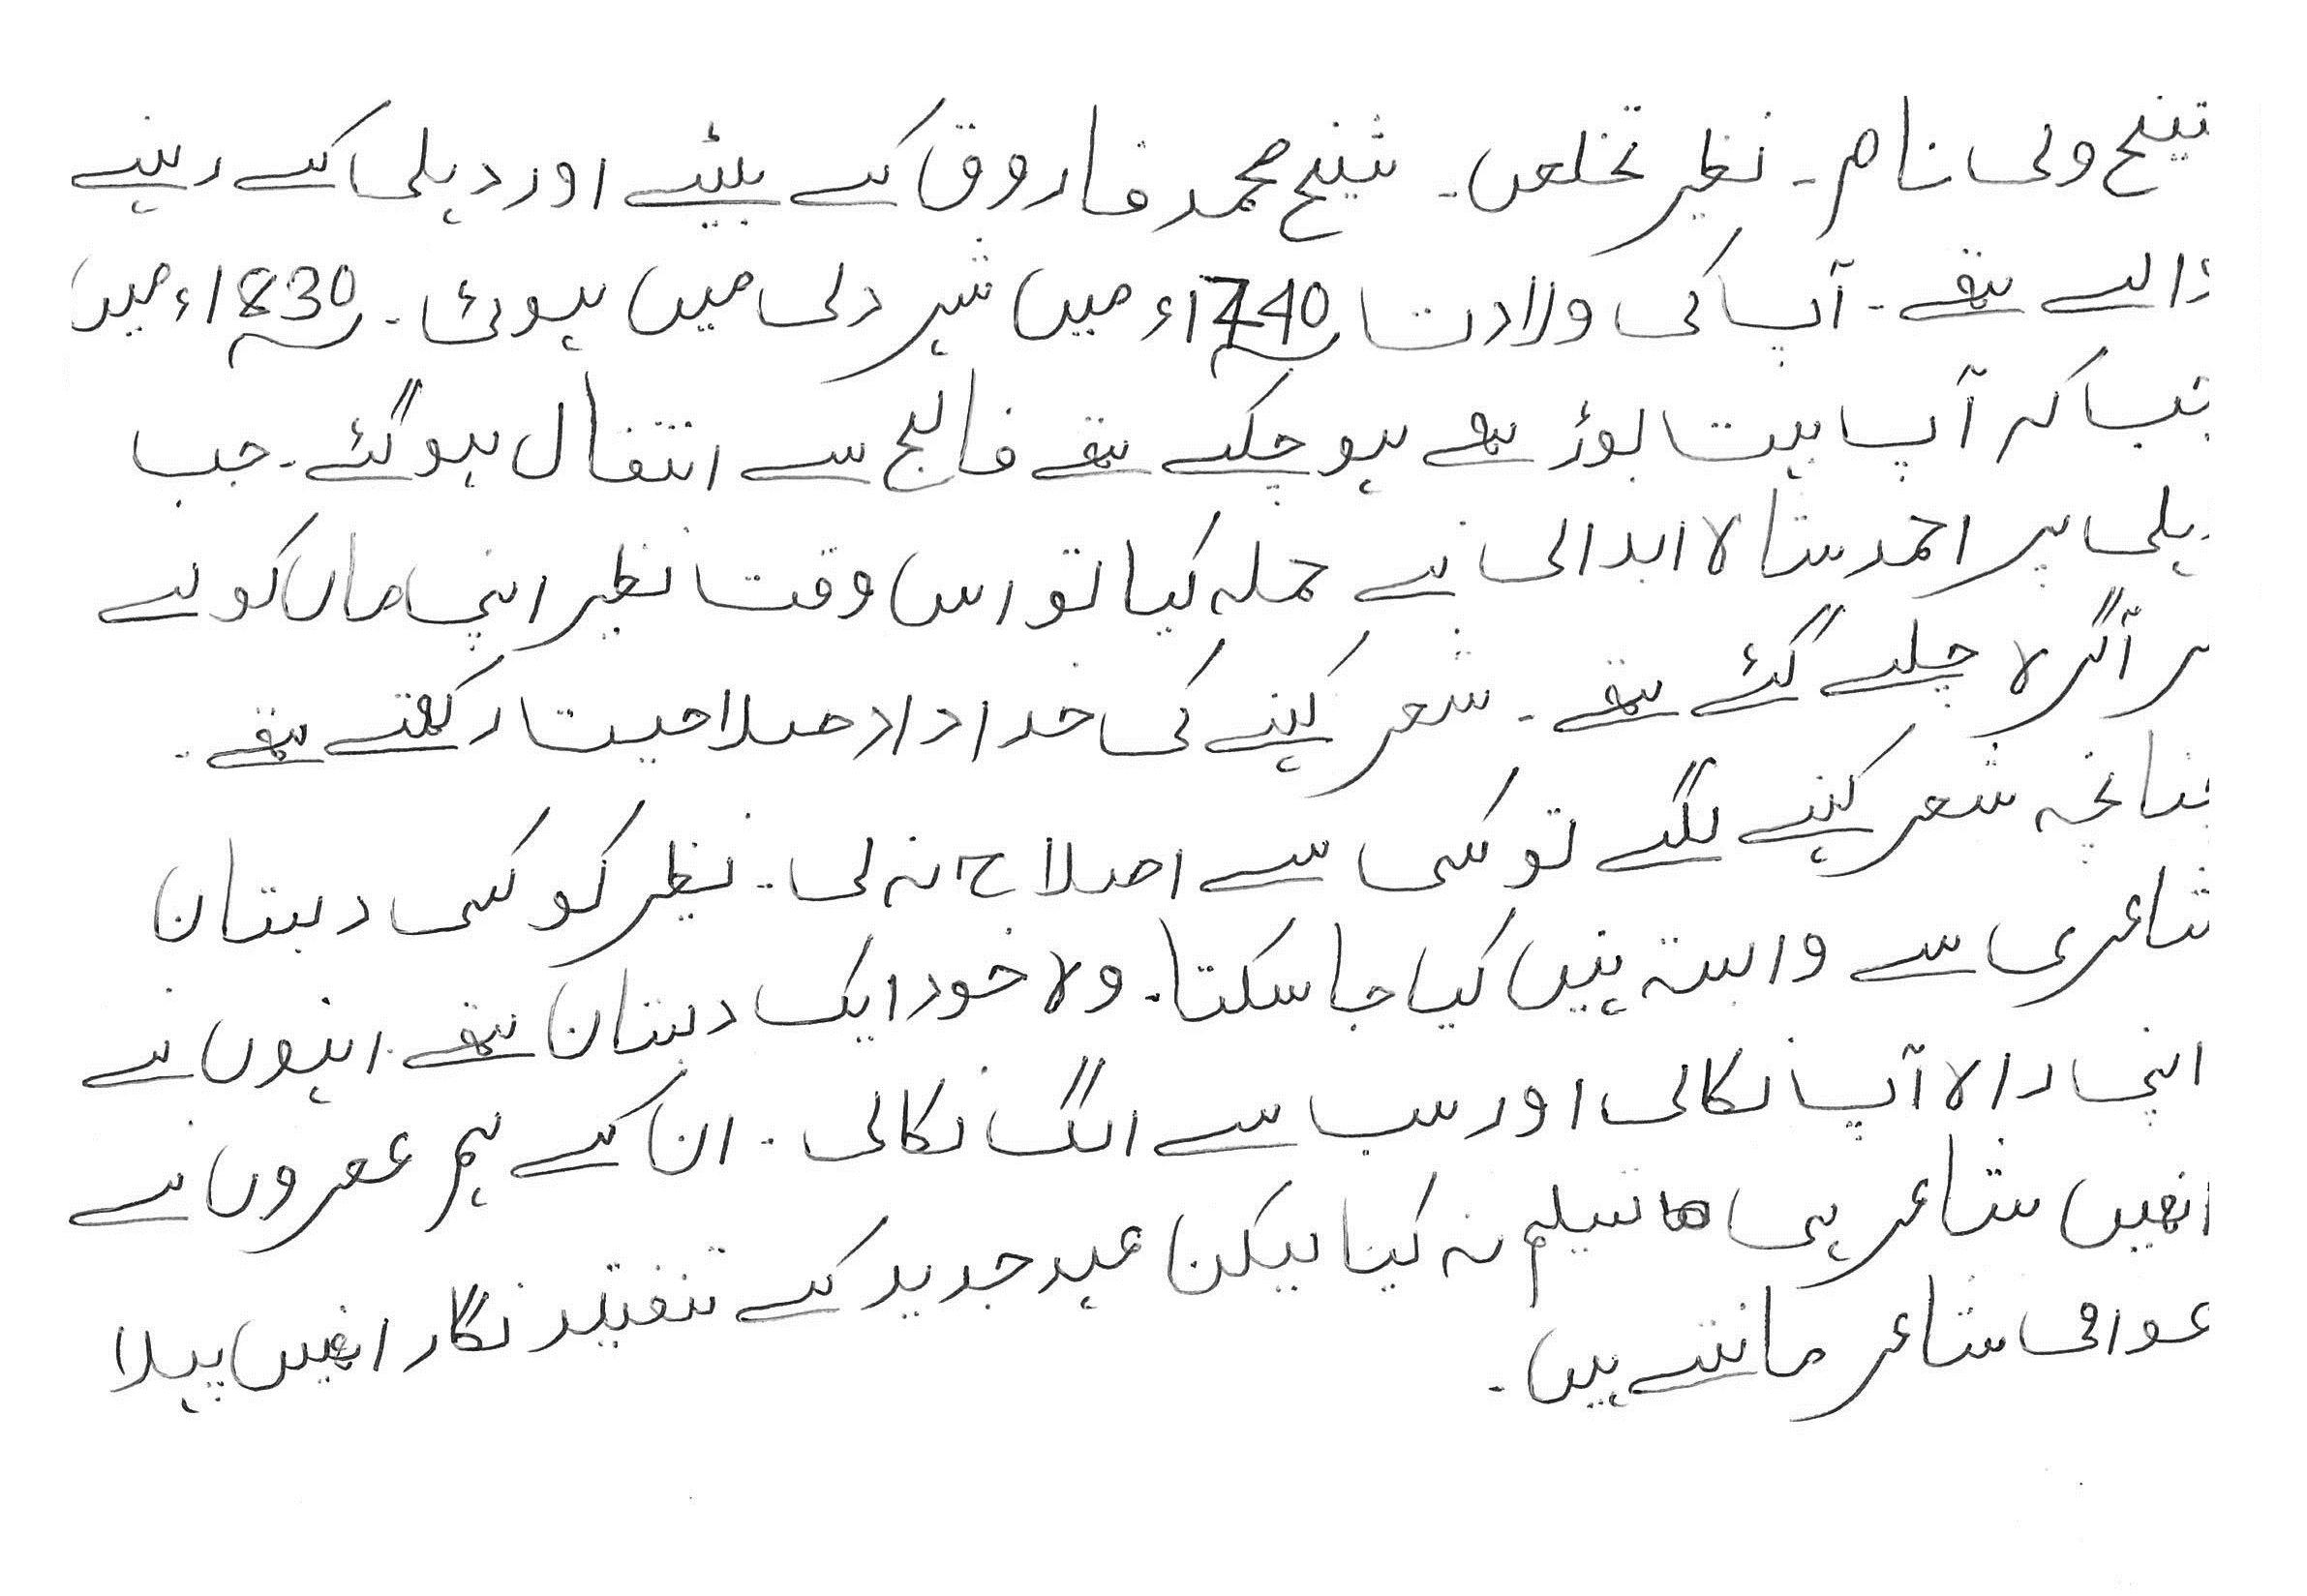 شیخ ولی نام۔ نظیر تخلص۔ شیخ محمد فاروق کے بیٹے اور دہلی کے رہنے
والے تھے۔ آپ کی ولادت 1740ء میں شہر دلی میں ہوئی۔ 1830ء میں
جب کہ آپ بہت بوڑھے ہو چکے تھے فالج سے انتقال ہو گئے۔ جب
دہلی پر احمد شاہ ابدالی نے حملہ کیا تو اس وقت نظیر اپنی ماں کو لے
کر آگرہ چلے گئے تھے۔ شعر کہنے کی خداداد صلاحیت رکھتے تھے۔
چنانچہ شعر کہنے لگے تو کسی سے اصلاح نہ لی۔ نظیر کو کسی دبستان
شاعری سے وابستہ نہیں کیا جا سکتا۔ وہ خود ایک دبستان تھے۔ انہوں نے
اپنی راہ آپ نکالی اور سب سے الگ نکالی۔ ان کے ہم عصروں نے
انھیں شاعر ہی تسلیم نہ کیا لیکن عہد جدید کے تنقید نگار انھیں پہلا
عوامی شاعر مانتے ہیں۔